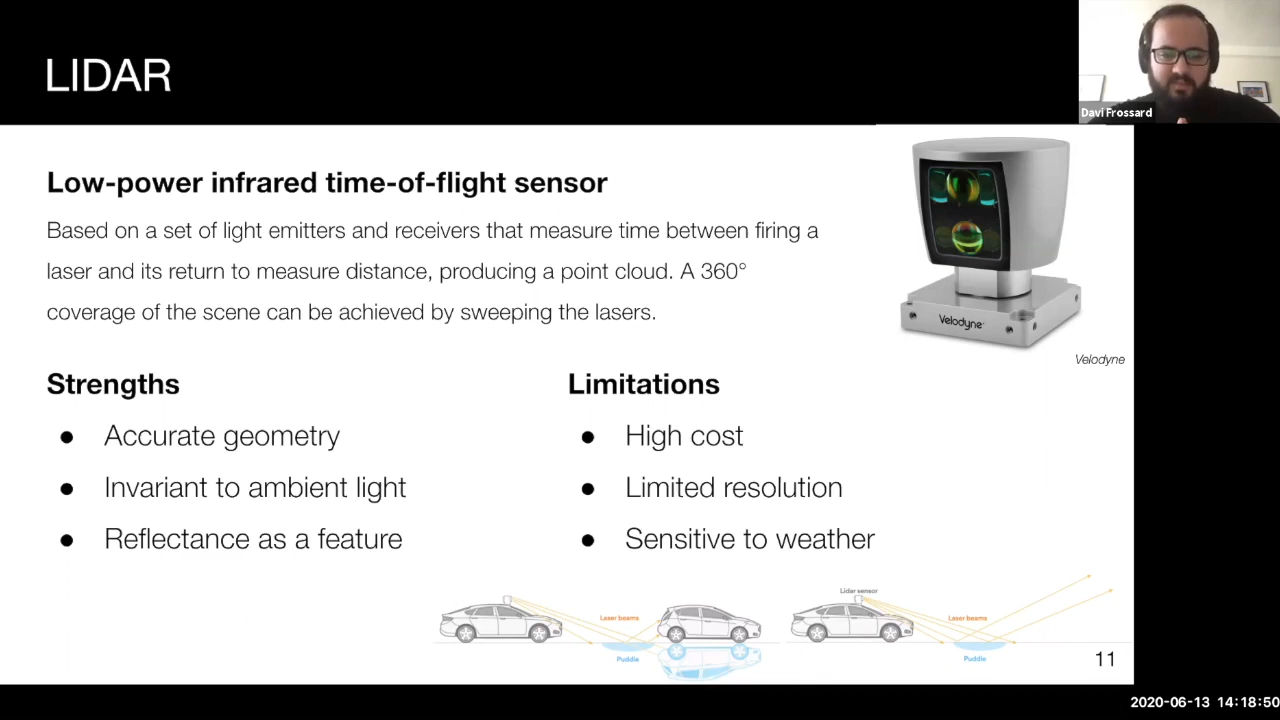 LIDAR
Davi Frossard
Low-power infrared time-of-flight sensor
Based on a set of light emitters and receivers that measure time between firing a
laser and its return to measure distance, producing a point cloud. A 360°
coverage of the scene can be achieved by sweeping the lasers.
Velodyne
Velodyne
Strengths
● Accurate geometry
● Invariant to ambient light
● Reflectance as a feature
Limitations
● High cost
● Limited resolution
● Sensitive to weather
Laser beams
Puddle
Lidar sensor
Laser beams
Puddle
11
2020-06-13 14:18:50